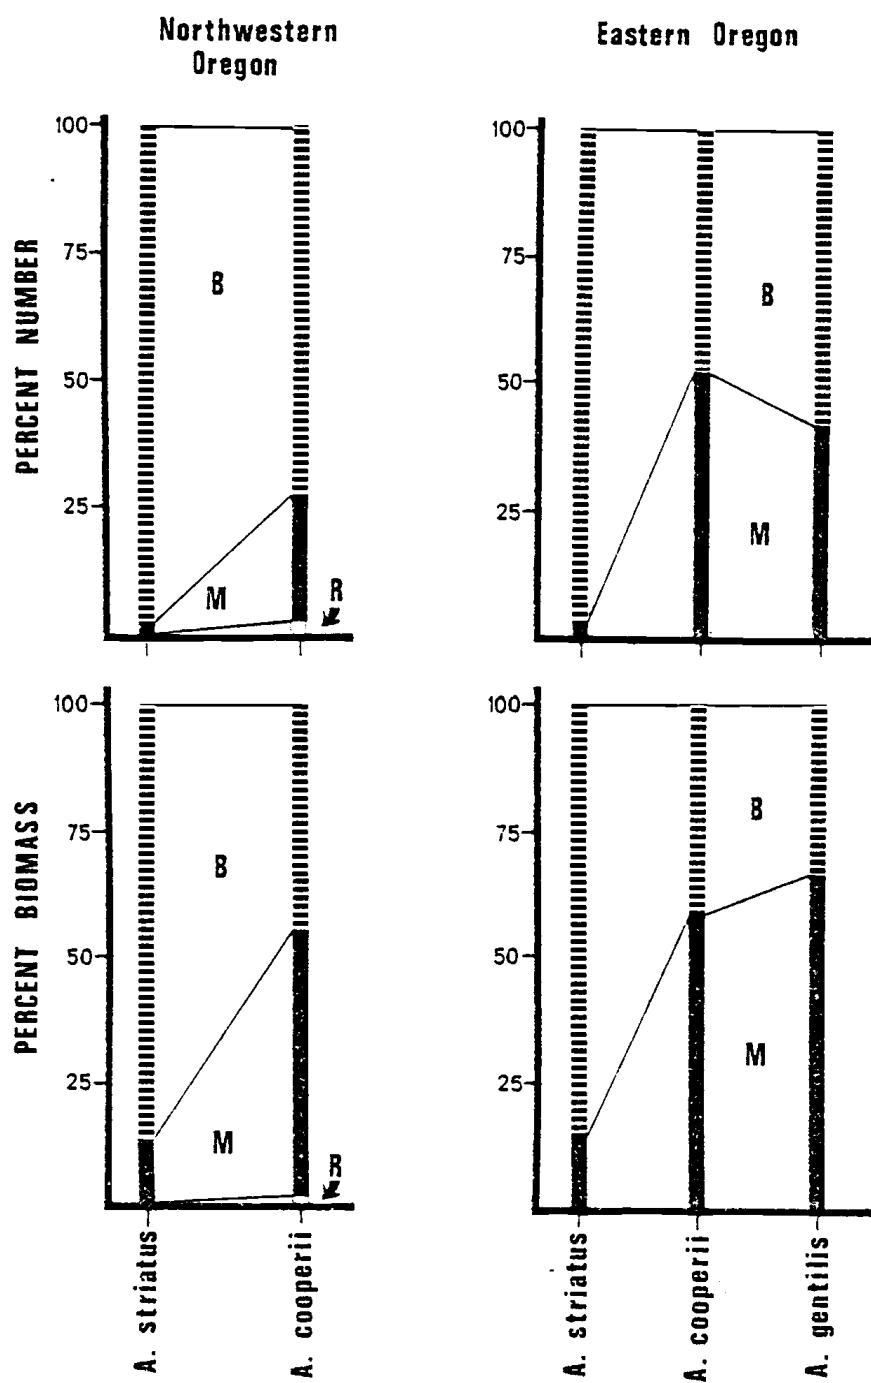 Northwestern
Oregon
Eastern Oregon
PERCENT NUMBER
100
75
50
25
B
M
R
100
75
50
25
B
M
PERCENT BIOMASS
100
75
50
25
B
M
R
A. striatus
A. cooperii
100
75
50
25
B
M
A. striatus
A. cooperii
A. gentilis